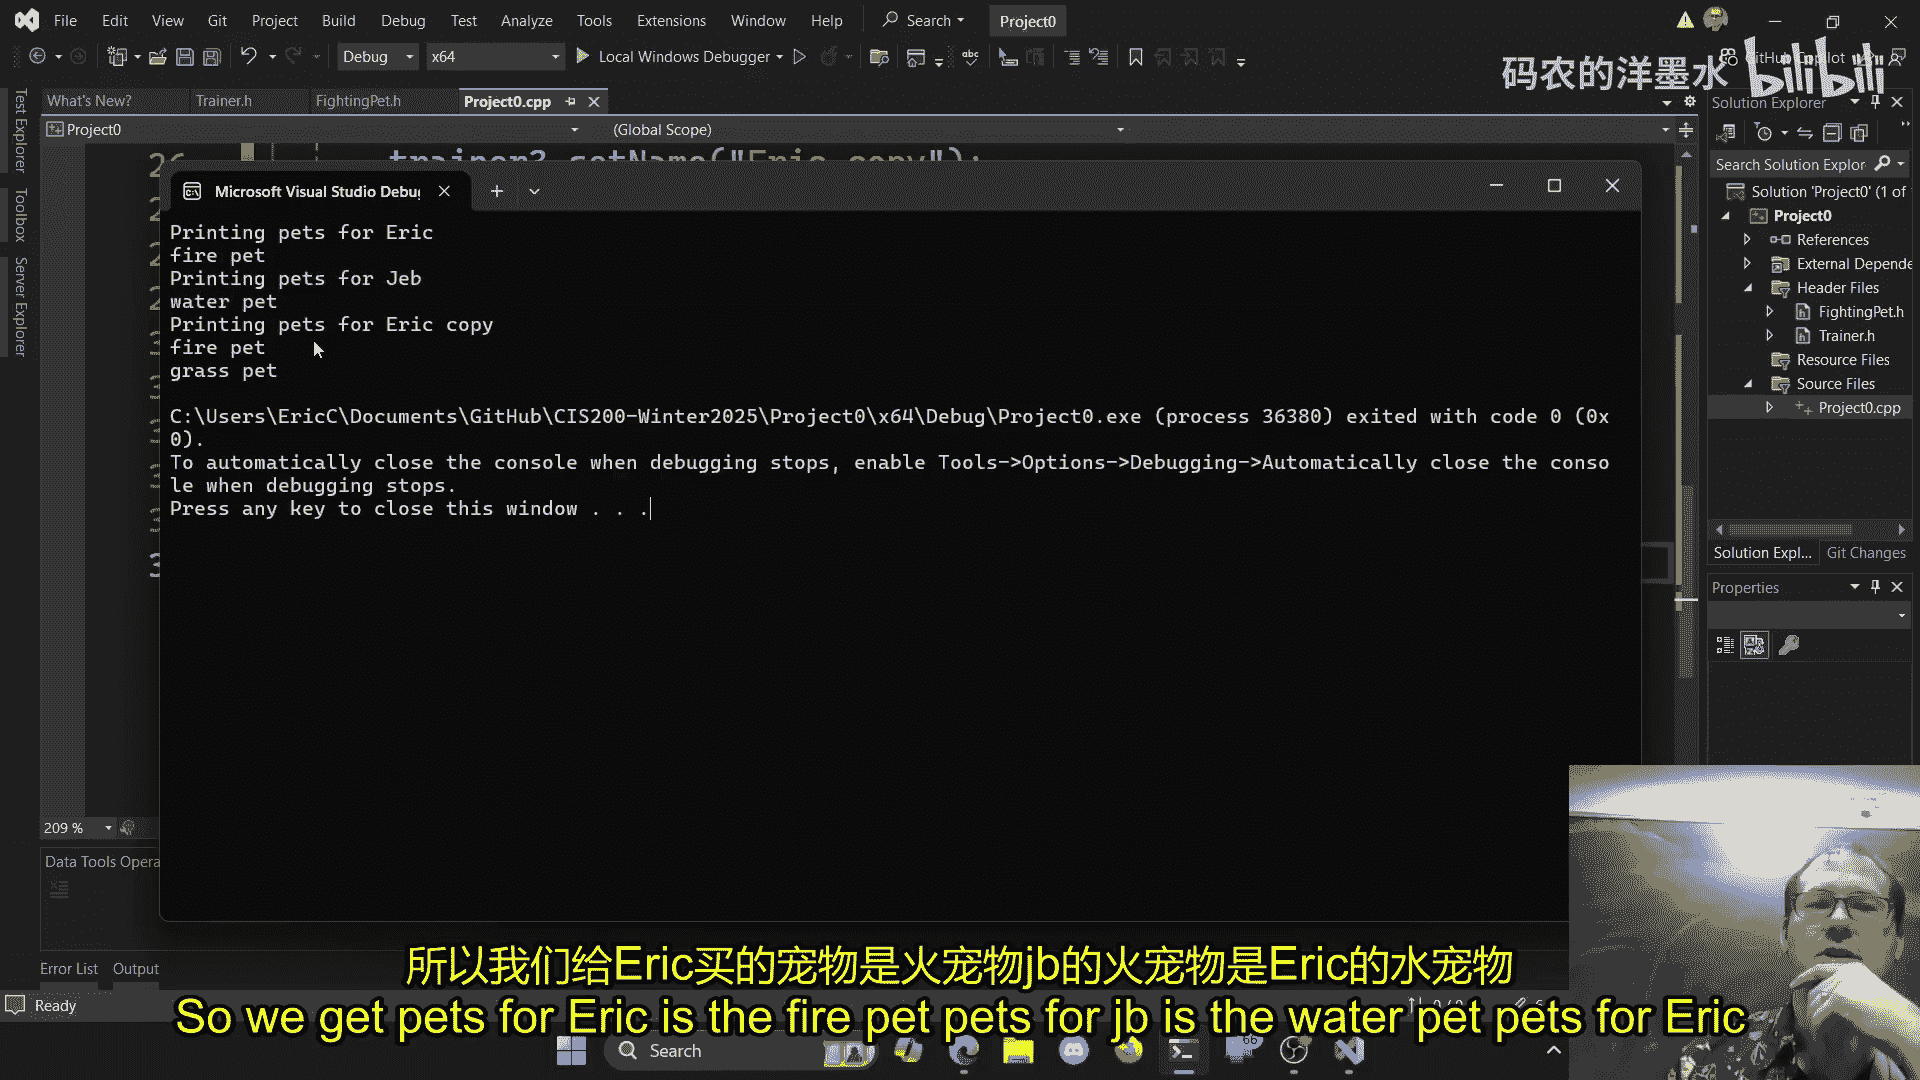 File Edit View Git Project Build Debug Test Analyze Tools Extensions Window Help Search Project0
Debug x64 Local Windows Debugger
码农的洋墨水 bilibili
What's New? Trainer.h FightingPet.h Project0.cpp
Solution Explorer
Project0 (Global Scope)
Test Explorer
Toolbox
Server Explorer
Search Solution Explor
Solution 'Project0' (1 of
Project0
References
External Depende
Header Files
FightingPet.h
Trainer.h
Resource Files
Source Files
Project0.cpp
Solution Expl... Git Changes
Properties
trainer2.setName("Eric copy");
Microsoft Visual Studio Debu
Printing pets for Eric
fire pet
Printing pets for Jeb
water pet
Printing pets for Eric copy
fire pet
grass pet
C:\Users\EricC\Documents\GitHub\CIS200-Winter2025\Project0\x64\Debug\Project0.exe (process 36380) exited with code 0 (0x
0).
To automatically close the console when debugging stops, enable Tools->Options->Debugging->Automatically close the conso
le when debugging stops.
Press any key to close this window . . .
209 %
Data Tools Opera
Error List Output
Ready
所以我们给Eric买的宠物是火宠物jb的火宠物是Eric的水宠物
So we get pets for Eric is the fire pet pets for jb is the water pet pets for Eric
Search